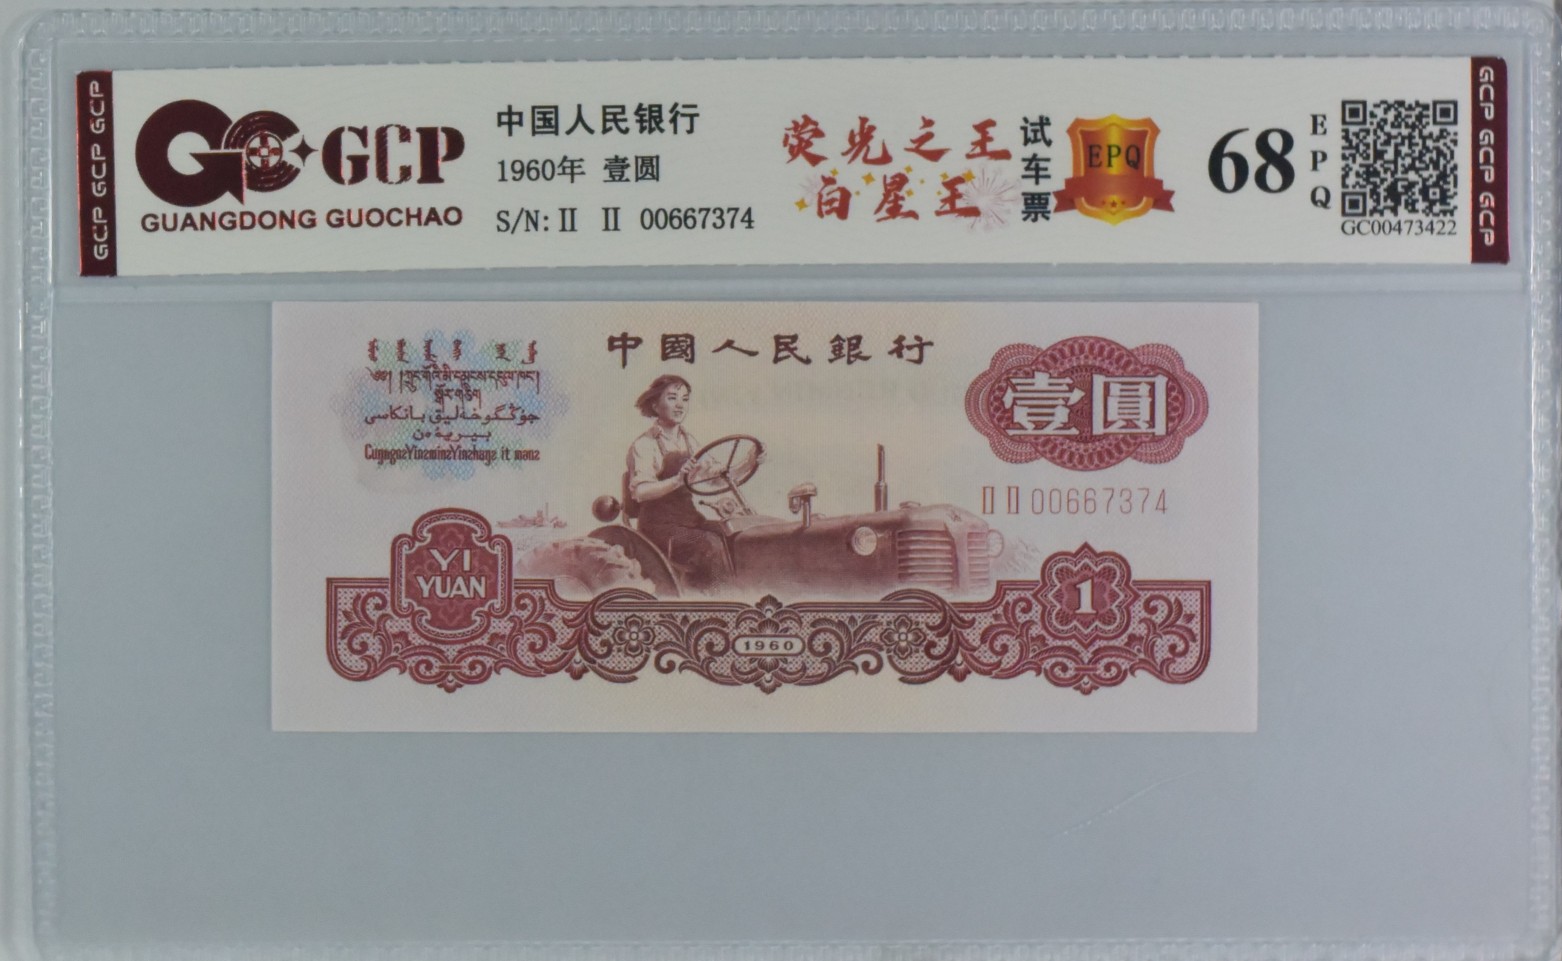 GCP GCP GCP
GCP
GUANGDONG GUOCHAO
中国人民银行
1960年 壹圆
S/N: II II 00667374
荧光之王
白星王
试车票
EPQ
68
EPQ
GC00473422
GCP GCP GCP
中國人民銀行
壹圓
II II 00667374
YI
YUAN
1
1960